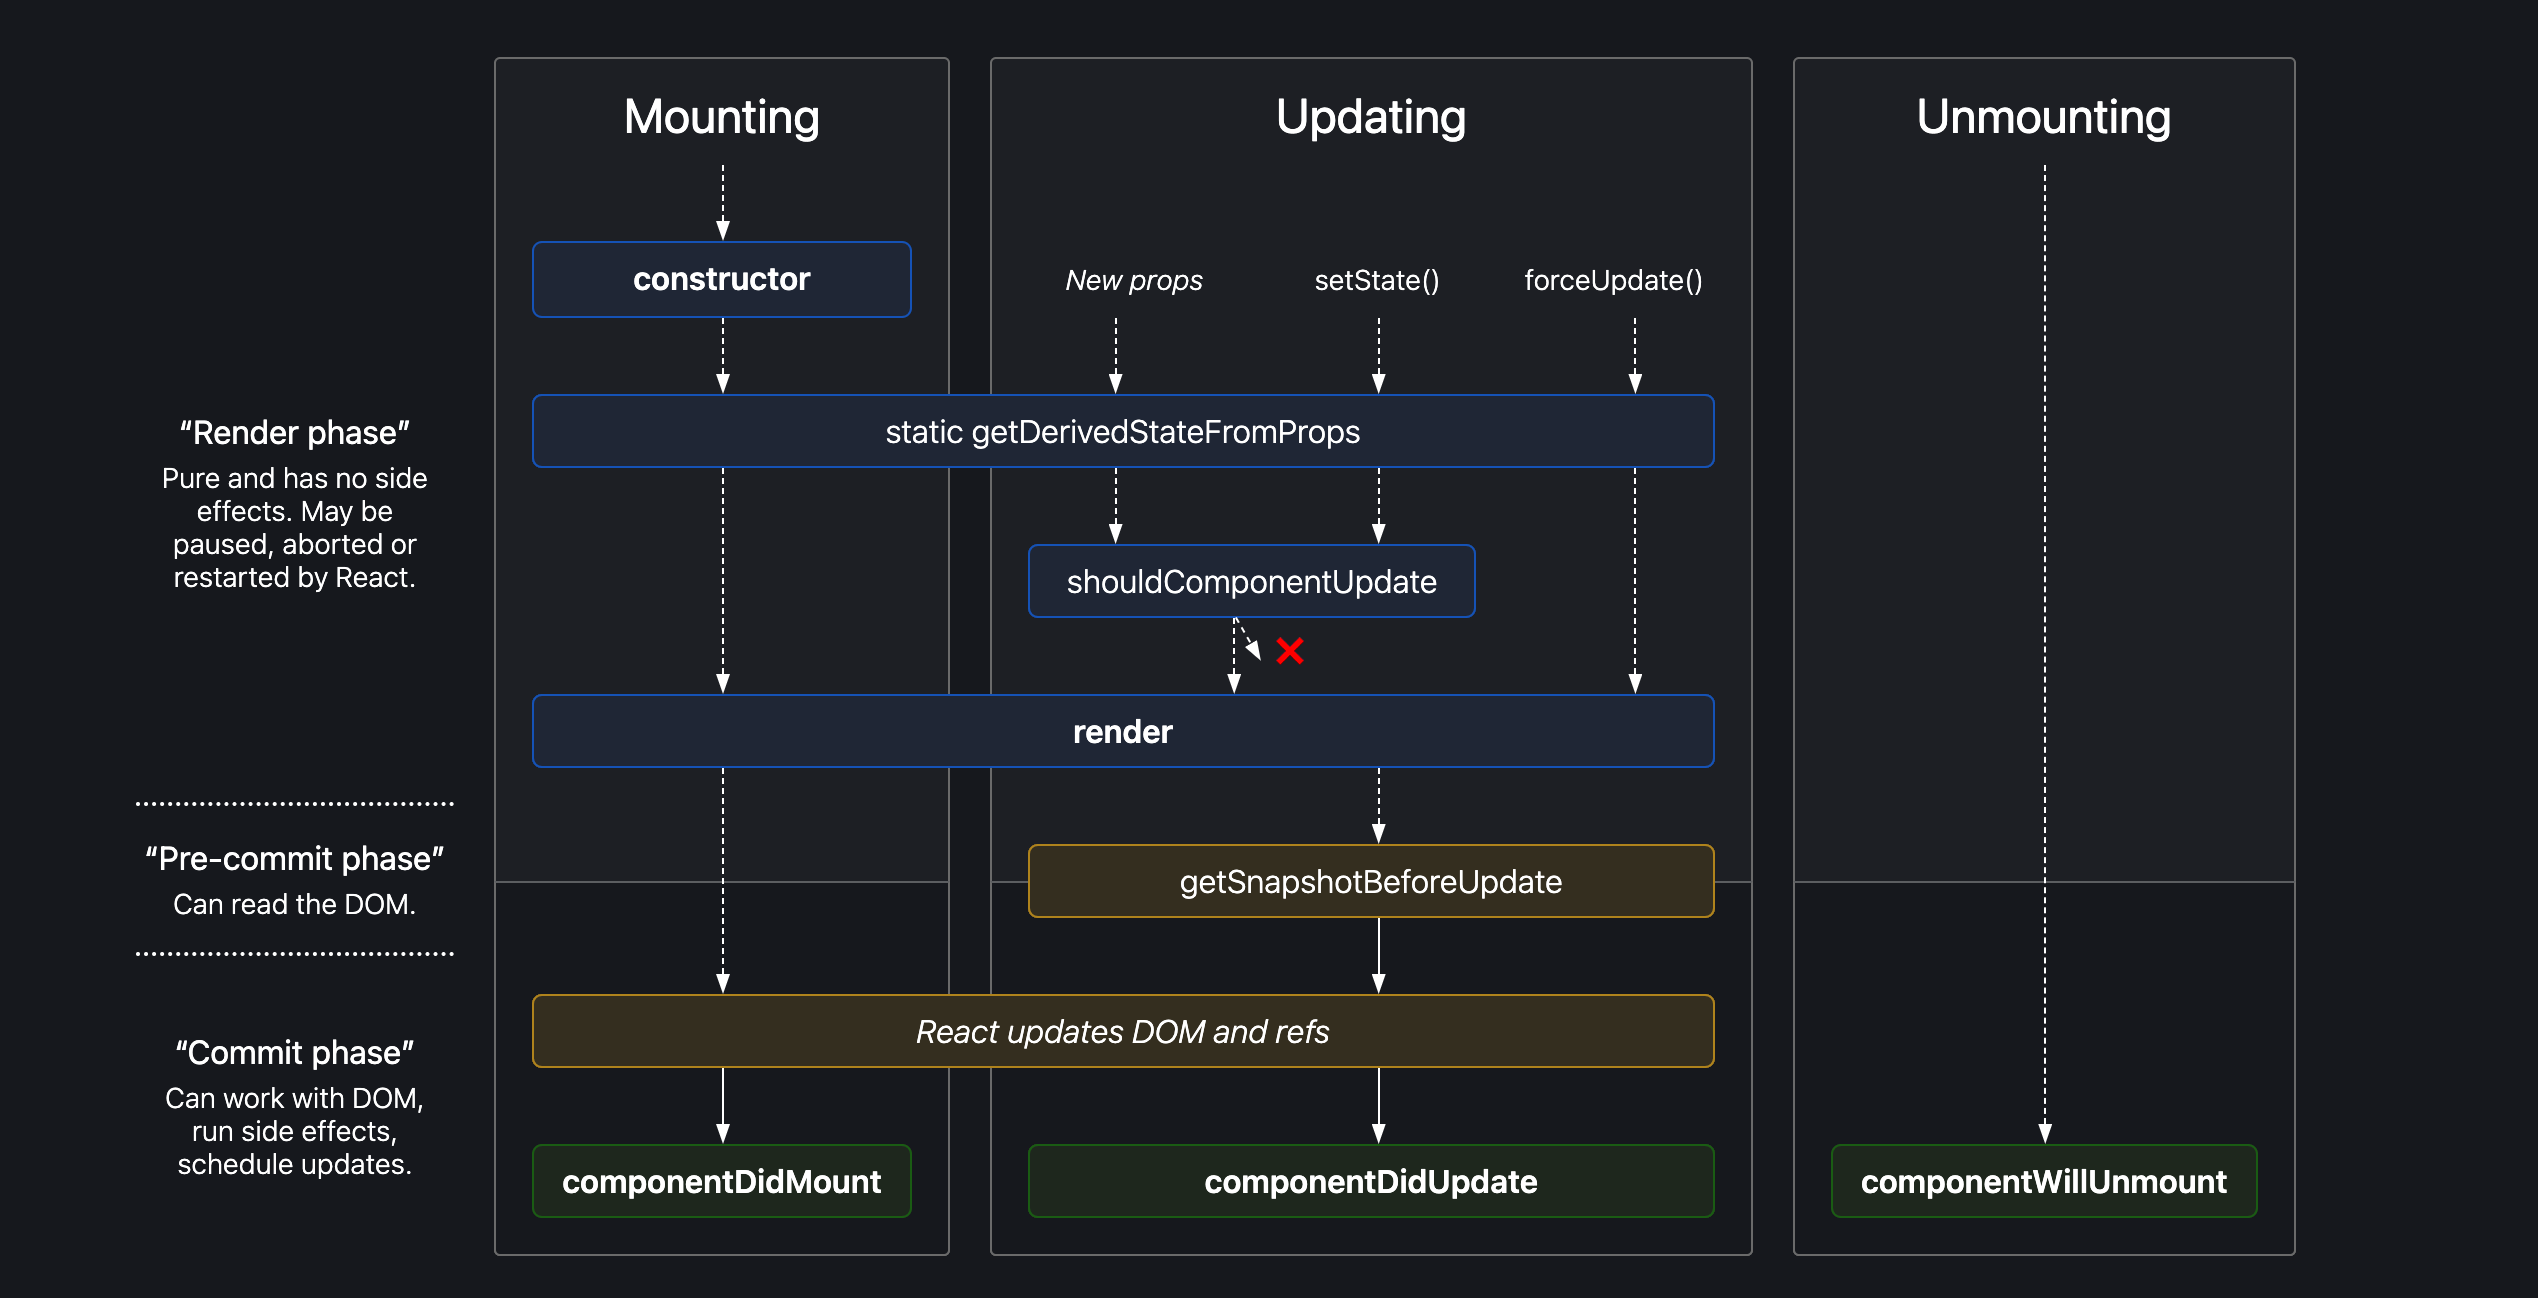 Mounting
Updating
Unmounting
constructor
New props
setState()
forceUpdate()
“Render phase”
Pure and has no side
effects. May be
paused, aborted or
restarted by React.
static getDerivedStateFromProps
shouldComponentUpdate
render
“Pre-commit phase”
Can read the DOM.
getSnapshotBeforeUpdate
“Commit phase”
Can work with DOM,
run side effects,
schedule updates.
React updates DOM and refs
componentDidMount
componentDidUpdate
componentWillUnmount